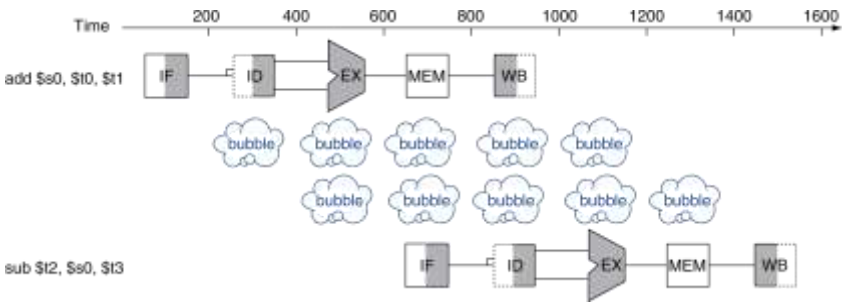 Time 200 400 600 800 1000 1200 1400 1600
add $s0, $t0, $t1 IF ID EX MEM WB
bubble bubble bubble bubble bubble
bubble bubble bubble bubble bubble
sub $t2, $s0, $t3 IF ID EX MEM WB